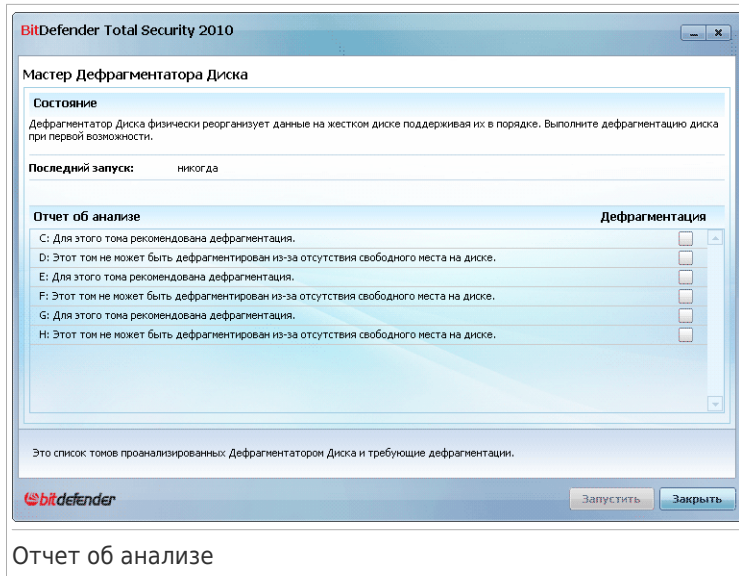 BitDefender Total Security 2010
Мастер Дефрагментатора Диска
Состояние
Дефрагментатор Диска физически реорганизует данные на жестком диске поддерживая их в порядке. Выполните дефрагментацию диска
при первой возможности.
Последний запуск: никогда
Отчет об анализе Дефрагментация
C: Для этого тома рекомендована дефрагментация.
D: Этот том не может быть дефрагментирован из-за отсутствия свободного места на диске.
E: Для этого тома рекомендована дефрагментация.
F: Этот том не может быть дефрагментирован из-за отсутствия свободного места на диске.
G: Для этого тома рекомендована дефрагментация.
H: Этот том не может быть дефрагментирован из-за отсутствия свободного места на диске.
Это список томов проанализированных Дефрагментатором Диска и требующие дефрагментации.
bitdefender Запустить Закрыть
Отчет об анализе